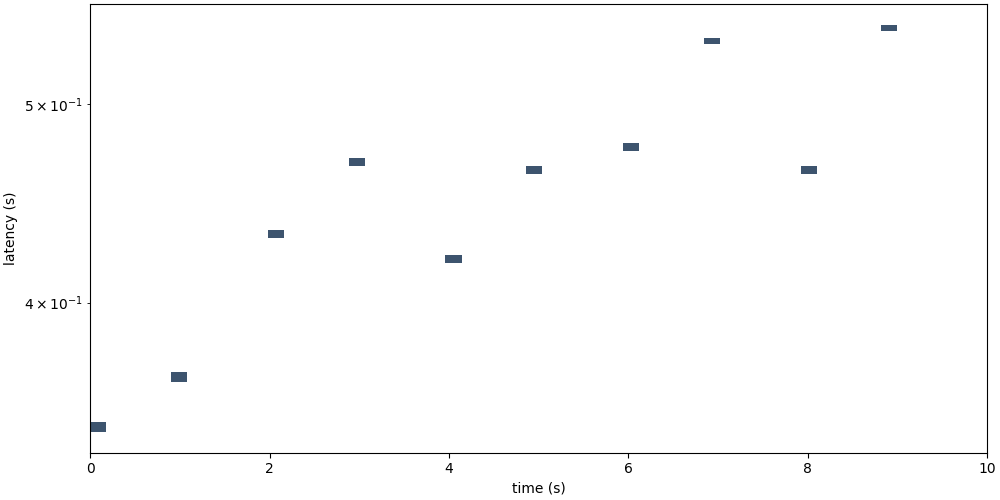 latency (s)
5 × 10⁻¹
4 × 10⁻¹
0 2 4 6 8 10
time (s)